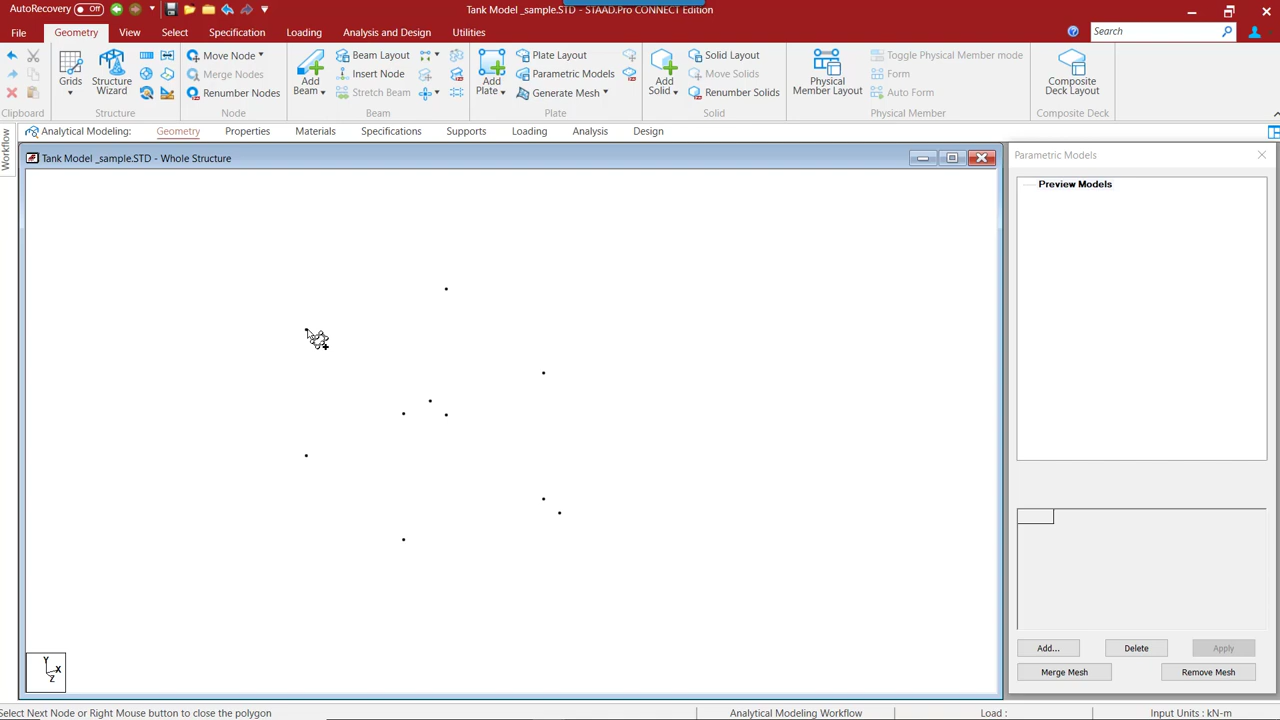 AutoRecovery Off Tank Model _sample.STD - STAAD.Pro CONNECT Edition
File Geometry View Select Specification Loading Analysis and Design Utilities Search
Grids
Structure Wizard
Move Node
Merge Nodes
Renumber Nodes
Add Beam
Beam Layout
Insert Node
Stretch Beam
Add Plate
Plate Layout
Parametric Models
Generate Mesh
Add Solid
Solid Layout
Move Solids
Renumber Solids
Physical Member Layout
Toggle Physical Member mode
Form
Auto Form
Composite Deck Layout
Clipboard Structure Node Beam Plate Solid Physical Member Composite Deck
Analytical Modeling: Geometry Properties Materials Specifications Supports Loading Analysis Design
Workflow
Tank Model _sample.STD - Whole Structure
Parametric Models
Preview Models
Y
X
Z
Add... Delete Apply
Merge Mesh Remove Mesh
Select Next Node or Right Mouse button to close the polygon Analytical Modeling Workflow Load : Input Units : kN-m